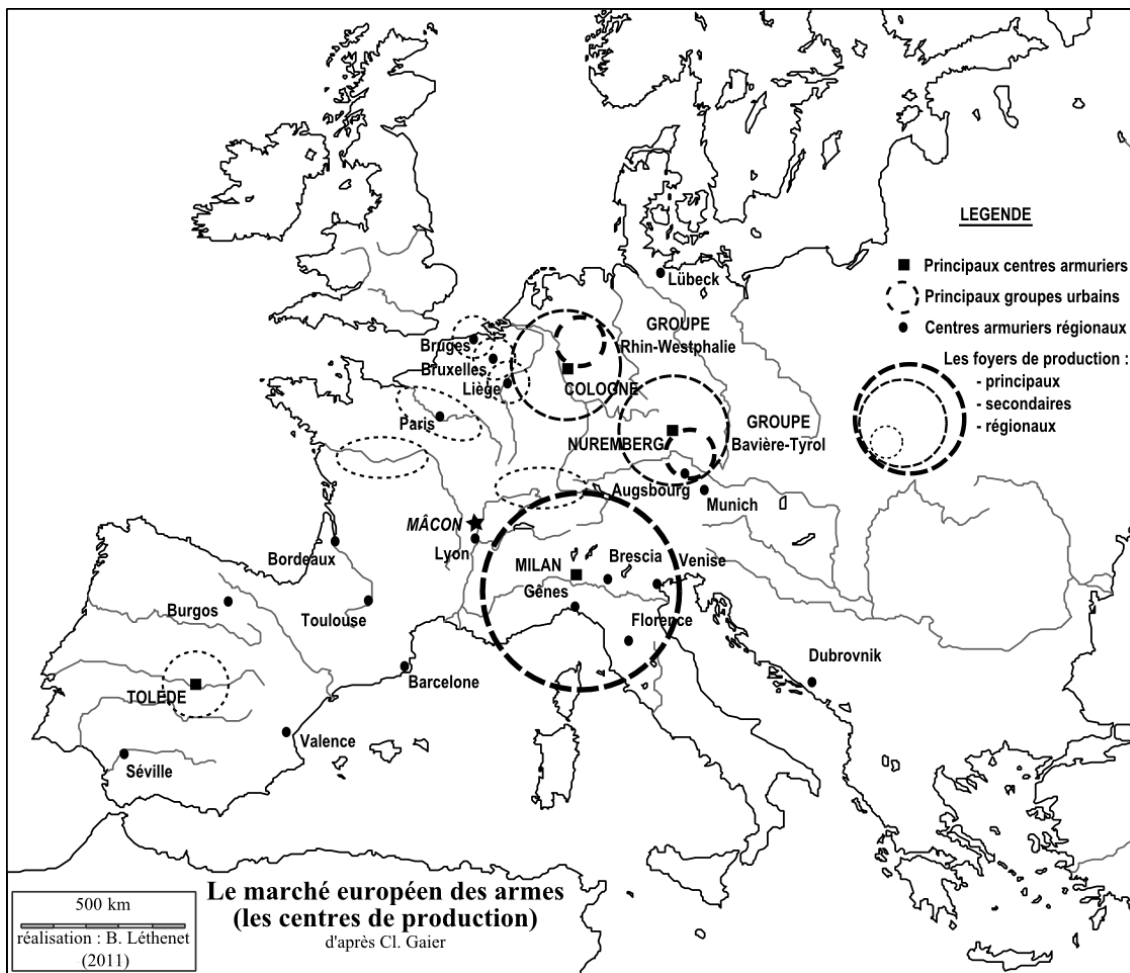 LEGENDE
Principaux centres armuriers
Principaux groupes urbains
Centres armuriers régionaux
Les foyers de production :
- principaux
- secondaires
- régionaux
Lübeck
GROUPE
Rhin-Westphalie
Bruges
Bruxelles
Liège
COLOGNE
Paris
NUREMBERG
GROUPE
Bavière-Tyrol
Augsbourg
Munich
MÂCON
Lyon
Bordeaux
MILAN
Brescia
Venise
Gênes
Burgos
Toulouse
Florence
Dubrovnik
Barcelone
TOLÈDE
Valence
Séville
Le marché européen des armes
(les centres de production)
d'après Cl. Gaier
500 km
réalisation : B. Léthenet
(2011)